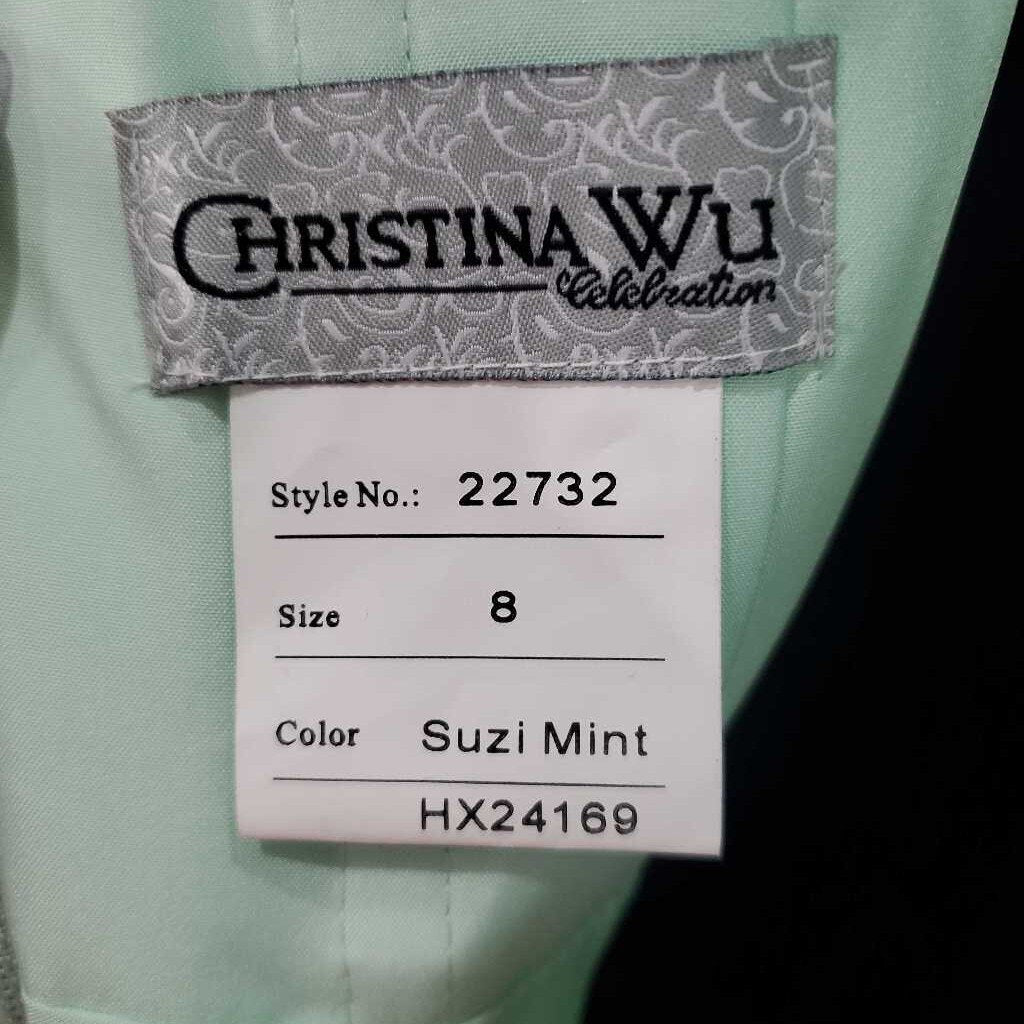 CHRISTINA WU
Celebration
Style No.: 22732
Size 8
Color Suzi Mint
HX24169